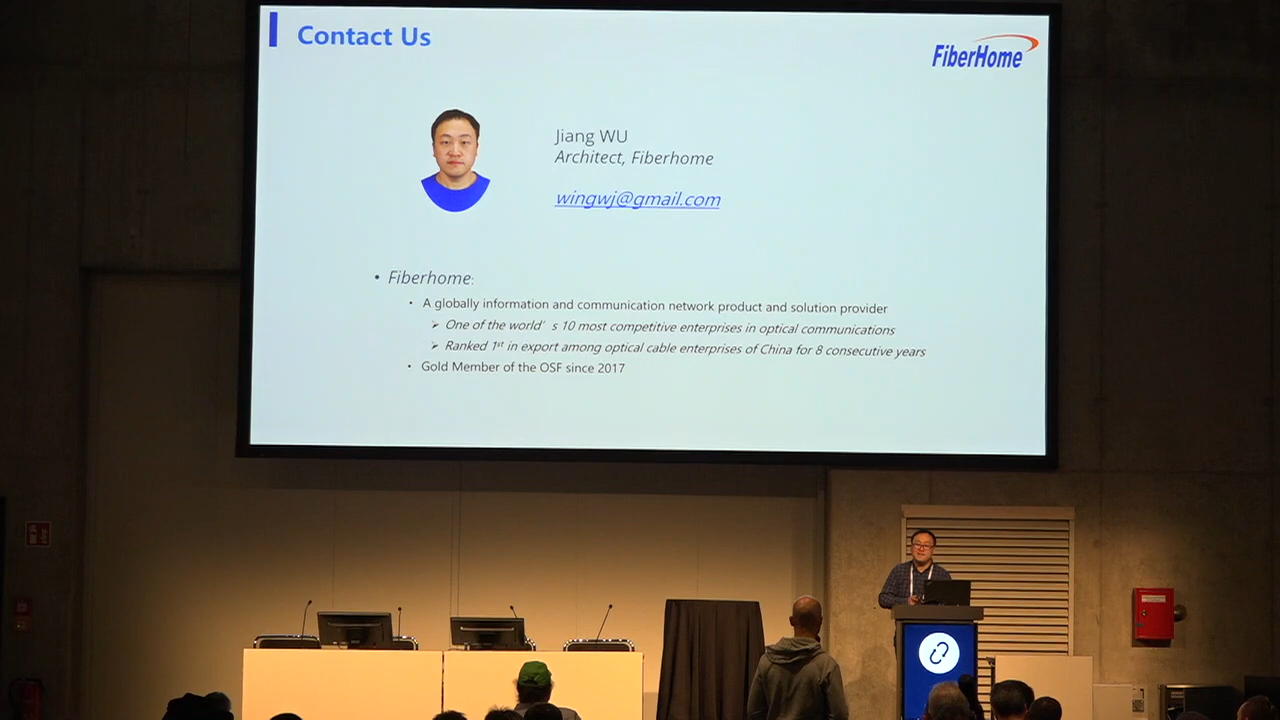 Contact Us
FiberHome
Jiang WU
Architect, Fiberhome
wingwj@gmail.com
• Fiberhome:
• A globally information and communication network product and solution provider
➢ One of the world’ s 10 most competitive enterprises in optical communications
➢ Ranked 1st in export among optical cable enterprises of China for 8 consecutive years
• Gold Member of the OSF since 2017